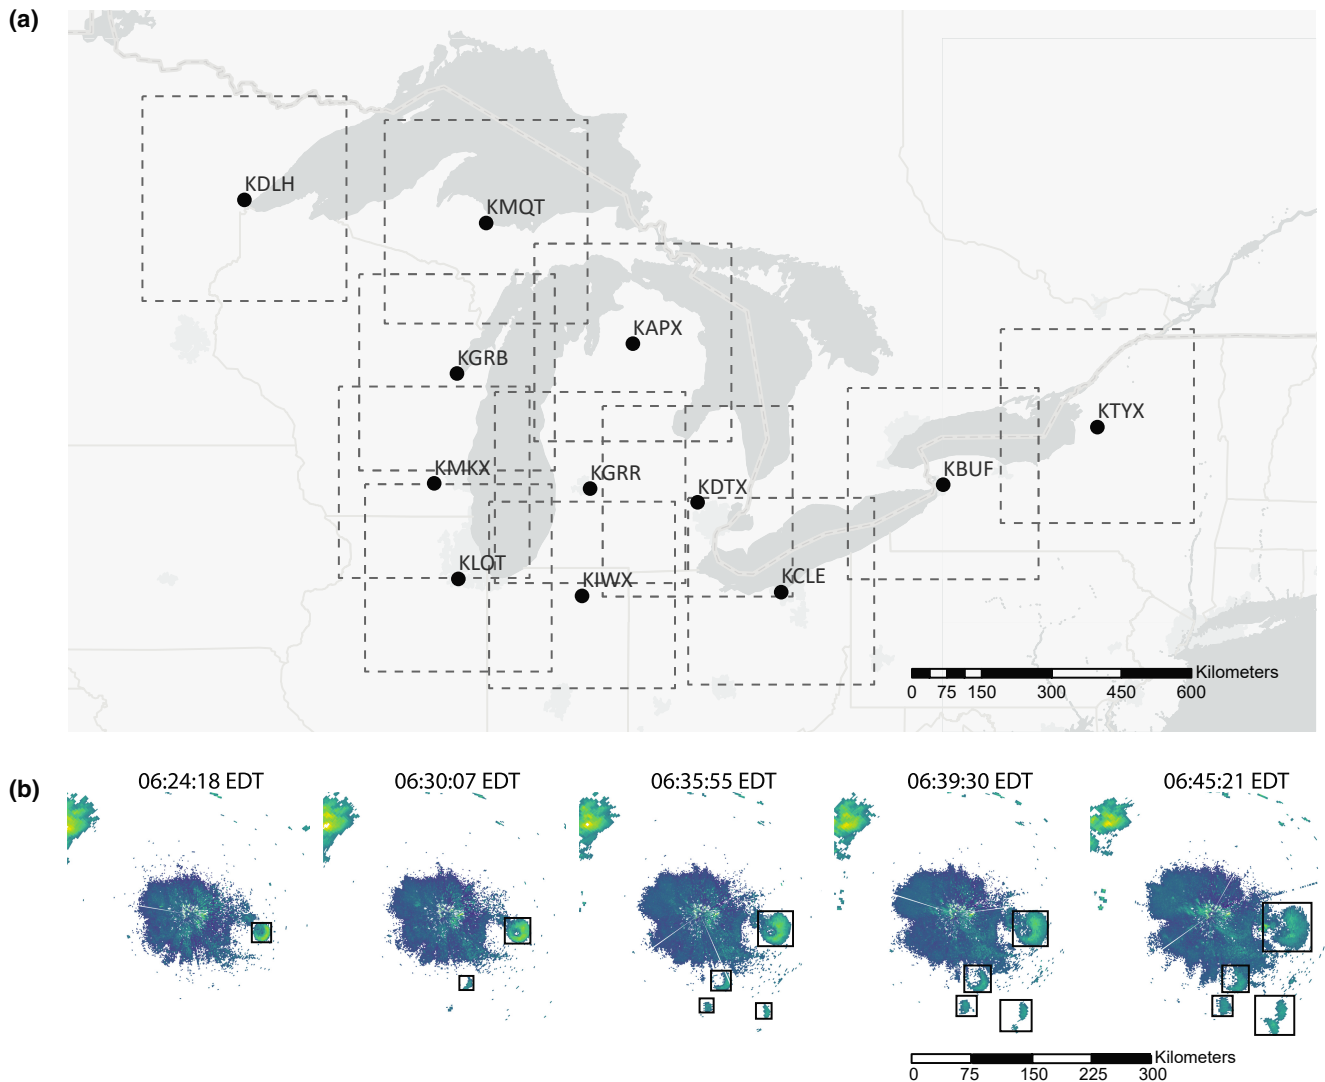 (a)
KDLH
KMQT
KAPX
KGRB
KTYX
KMKX
KGRR
KBUF
KDTX
KLOT
KIWX
KCLE
Kilometers
0 75 150 300 450 600
(b)
06:24:18 EDT 06:30:07 EDT 06:35:55 EDT 06:39:30 EDT 06:45:21 EDT
Kilometers
0 75 150 225 300